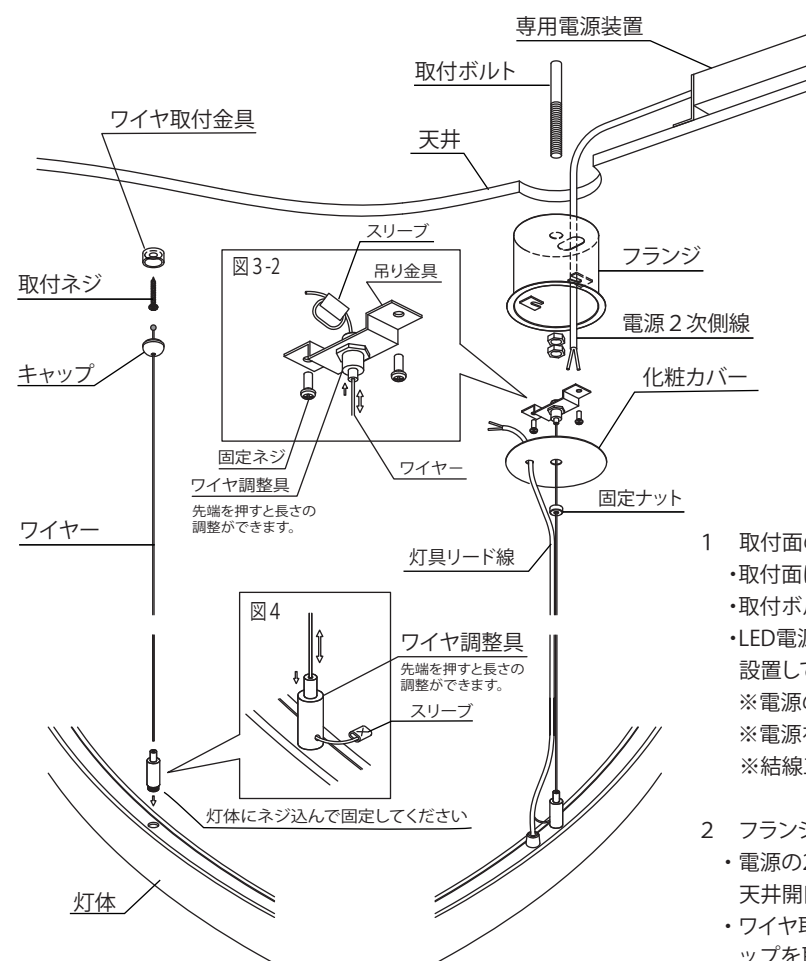 専用電源装置
取付ボルト
ワイヤ取付金具
天井
スリーブ
図3-2
吊り金具
フランジ
取付ネジ
電源２次側線
キャップ
化粧カバー
固定ネジ
ワイヤー
ワイヤ調整具
先端を押すと長さの
調整ができます。
固定ナット
ワイヤー
灯具リード線
図4
ワイヤ調整具
先端を押すと長さの
調整ができます。
スリーブ
灯体にネジ込んで固定してください
灯体
1 取付面
・取付面
・取付ボ
・LED電源
設置して
※電源の
※電源
※結線
2 フランジ
・電源の2
天井開
・ワイヤ取
ップを